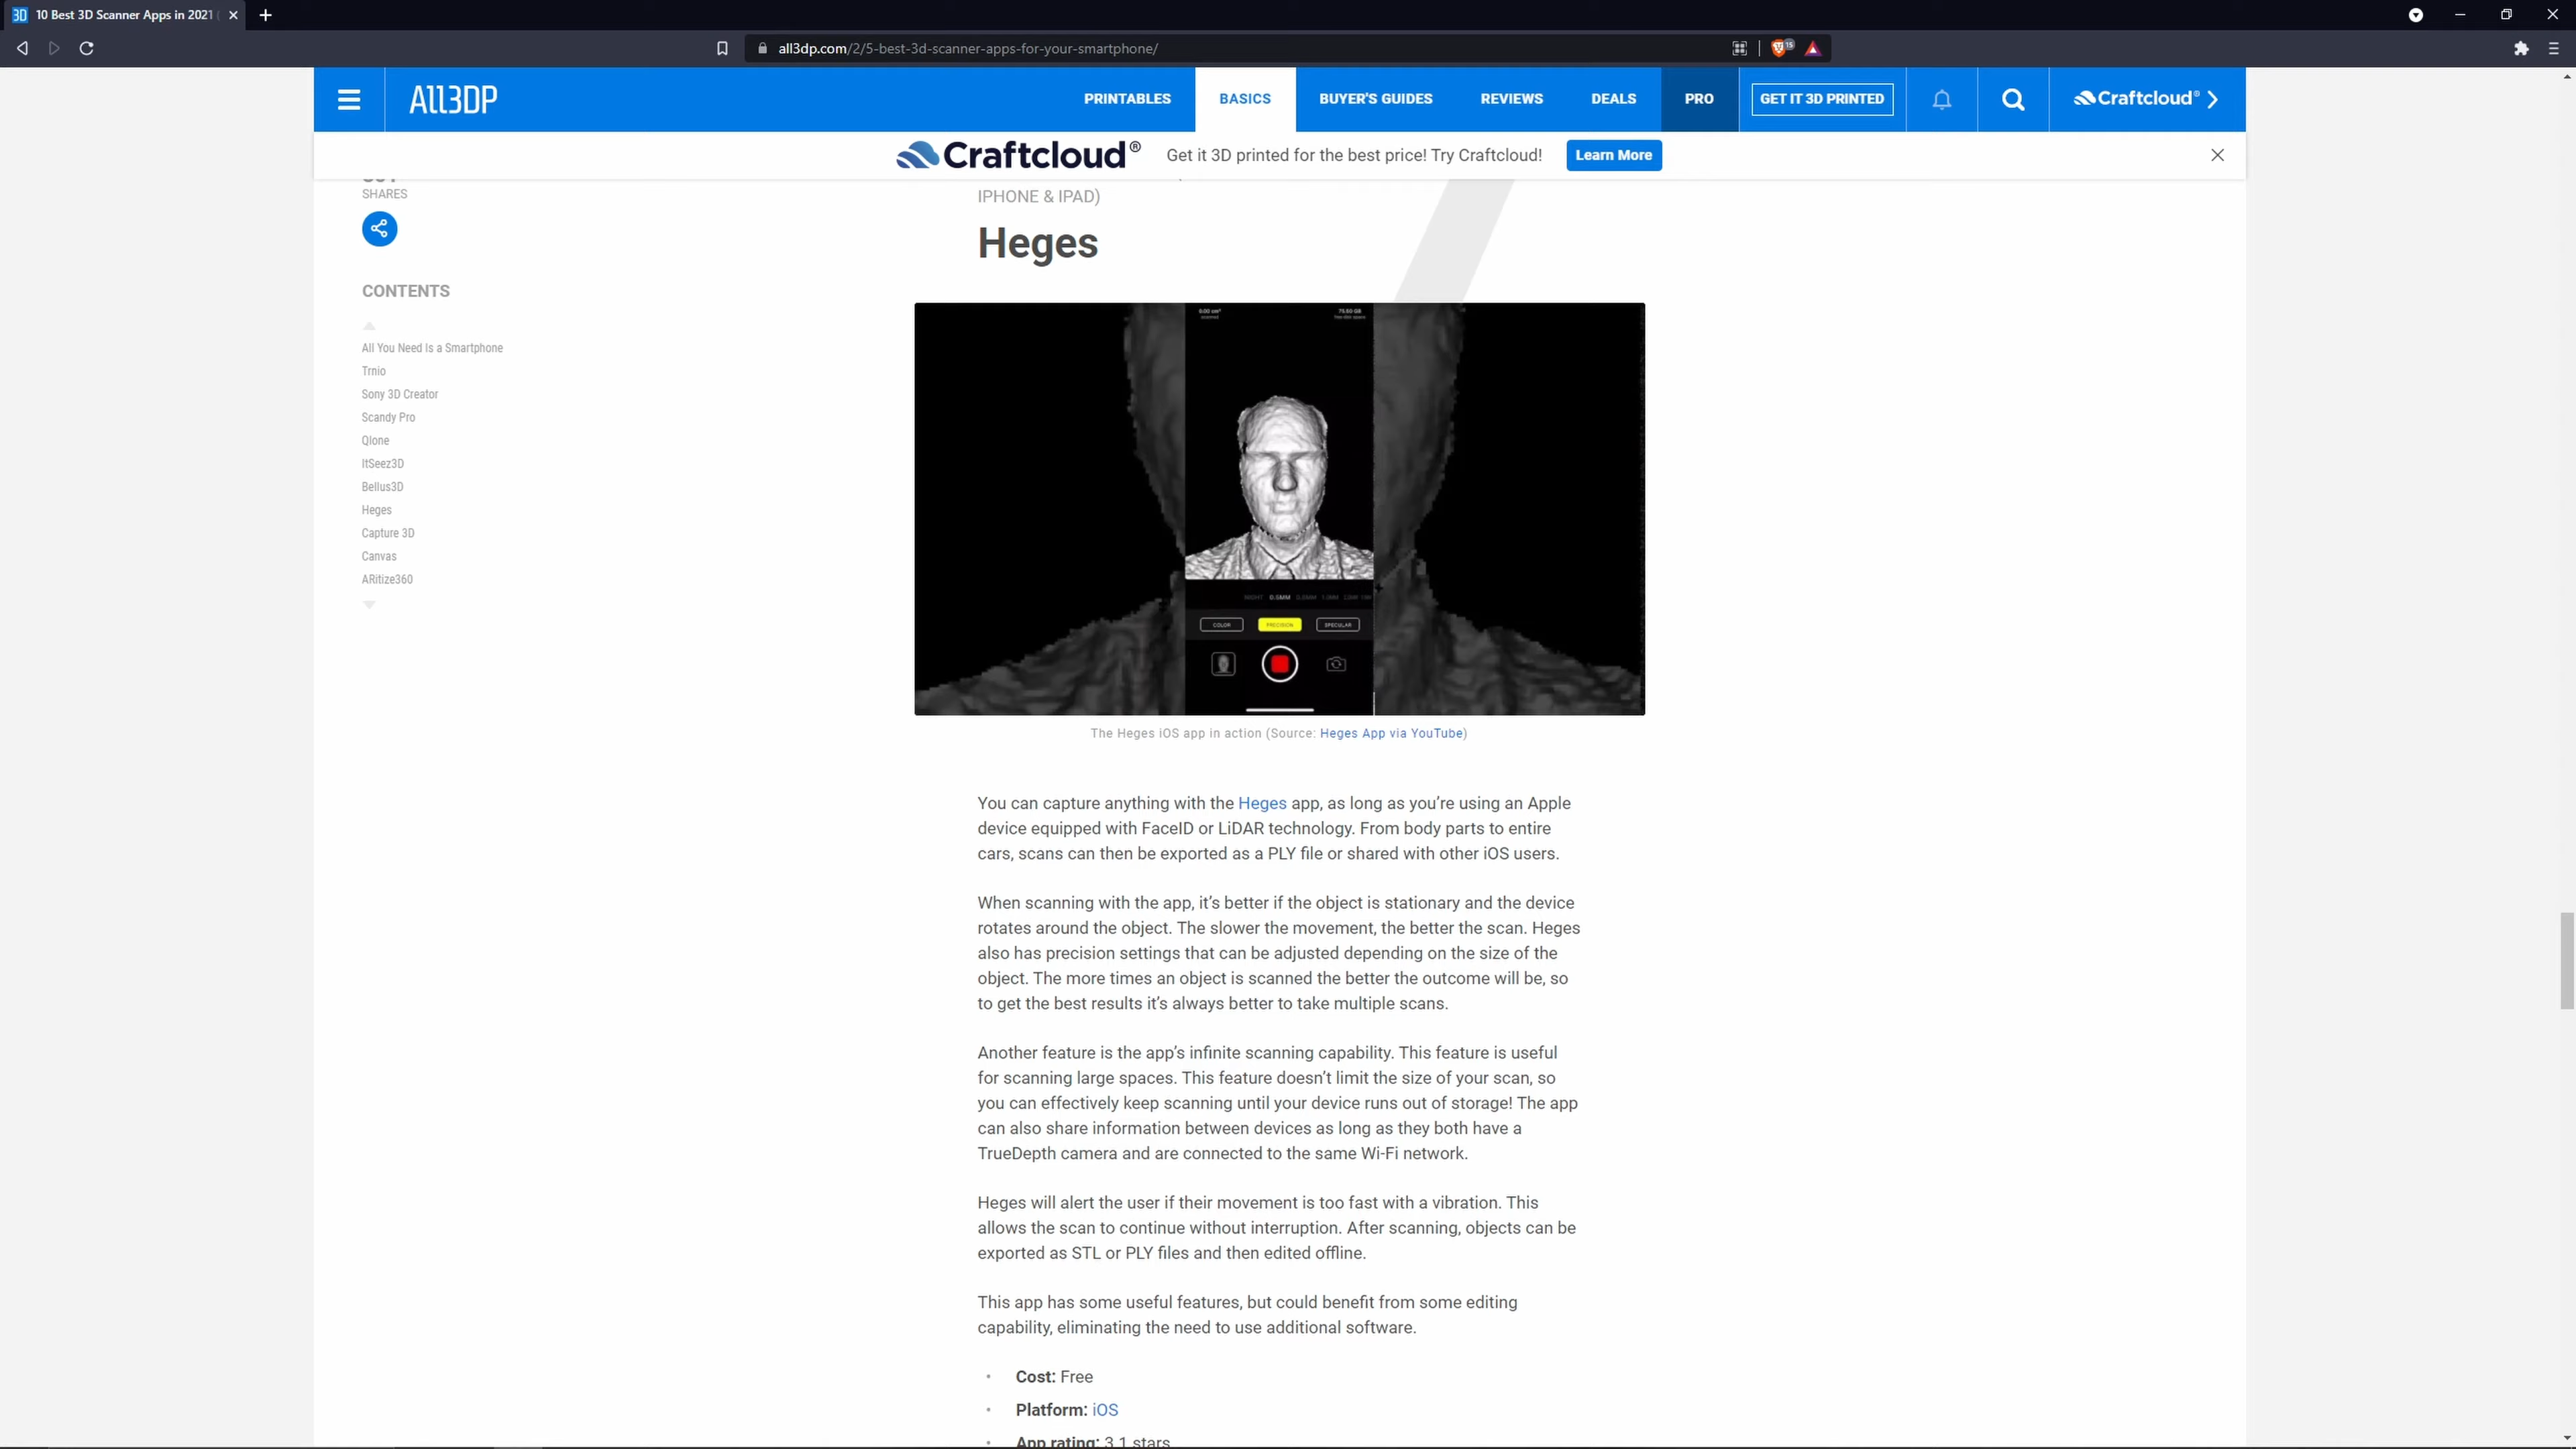 10 Best 3D Scanner Apps in 2021
all3dp.com/2/5-best-3d-scanner-apps-for-your-smartphone/
15
ALL3DP
PRINTABLES
BASICS
BUYER'S GUIDES
REVIEWS
DEALS
PRO
GET IT 3D PRINTED
Craftcloud®
Craftcloud® Get it 3D printed for the best price! Try Craftcloud! Learn More
SHARES
CONTENTS
All You Need Is a Smartphone
Trnio
Sony 3D Creator
Scandy Pro
Qlone
ItSeez3D
Bellus3D
Heges
Capture 3D
Canvas
ARitize360
IPHONE & IPAD)
Heges
COLOR PRECISION SPECULAR
The Heges iOS app in action (Source: Heges App via YouTube)
You can capture anything with the Heges app, as long as you’re using an Apple
device equipped with FaceID or LiDAR technology. From body parts to entire
cars, scans can then be exported as a PLY file or shared with other iOS users.
When scanning with the app, it’s better if the object is stationary and the device
rotates around the object. The slower the movement, the better the scan. Heges
also has precision settings that can be adjusted depending on the size of the
object. The more times an object is scanned the better the outcome will be, so
to get the best results it’s always better to take multiple scans.
Another feature is the app’s infinite scanning capability. This feature is useful
for scanning large spaces. This feature doesn’t limit the size of your scan, so
you can effectively keep scanning until your device runs out of storage! The app
can also share information between devices as long as they both have a
TrueDepth camera and are connected to the same Wi-Fi network.
Heges will alert the user if their movement is too fast with a vibration. This
allows the scan to continue without interruption. After scanning, objects can be
exported as STL or PLY files and then edited offline.
This app has some useful features, but could benefit from some editing
capability, eliminating the need to use additional software.
Cost: Free
Platform: iOS
App rating: 3.1 stars